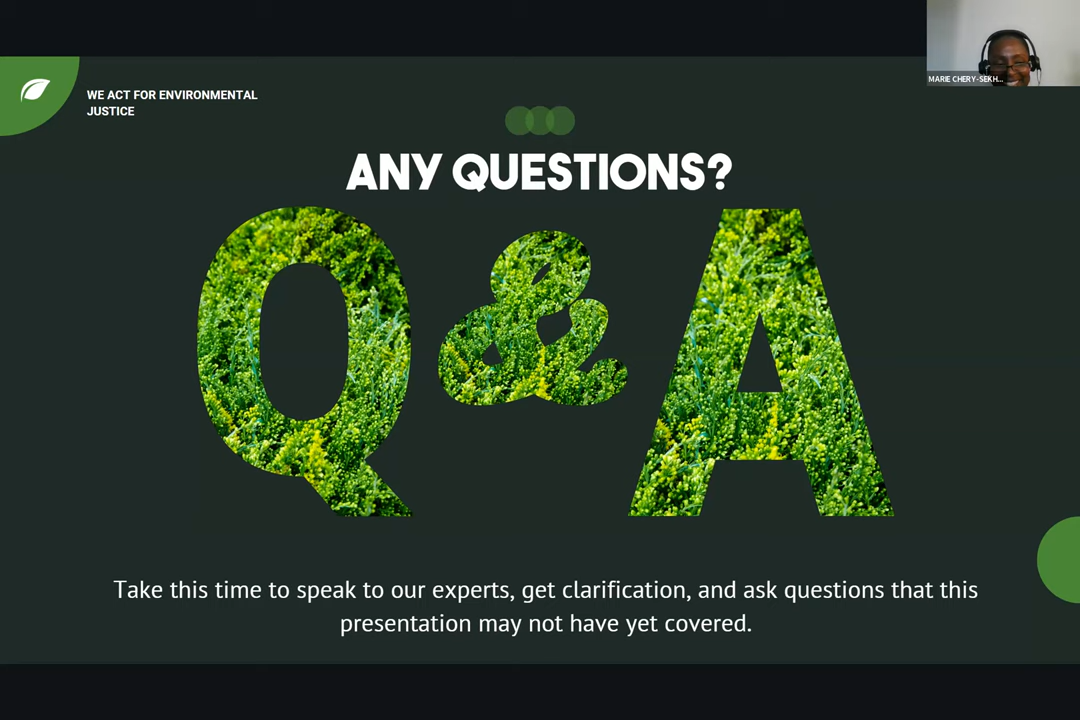 MARIE CHERY-SEKH...
WE ACT FOR ENVIRONMENTAL
JUSTICE
ANY QUESTIONS?
Q & A
Take this time to speak to our experts, get clarification, and ask questions that this
presentation may not have yet covered.